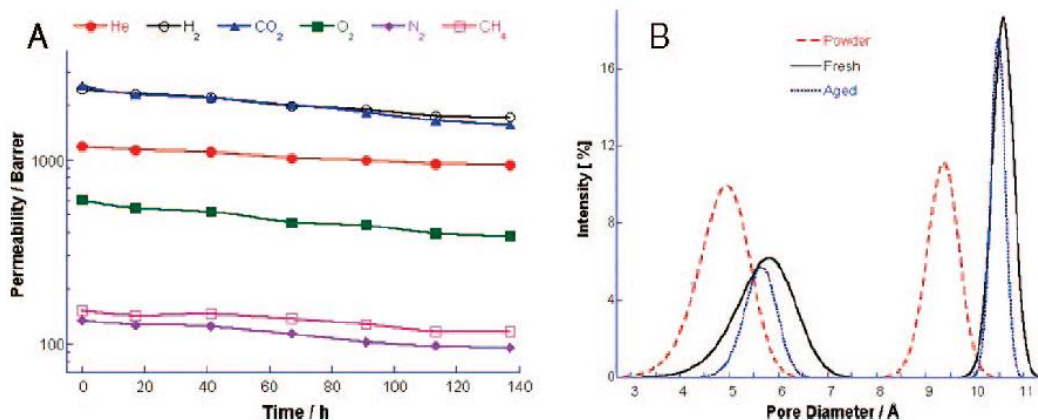 A
He H2 CO2 O2 N2 CH4
Permeability / Barrer
1000
100
0 20 40 60 80 100 120 140
Time / h
B
Powder
Fresh
Aged
Intensity [ %]
16
12
8
4
0
3 4 5 6 7 8 9 10 11
Pore Diameter / Å